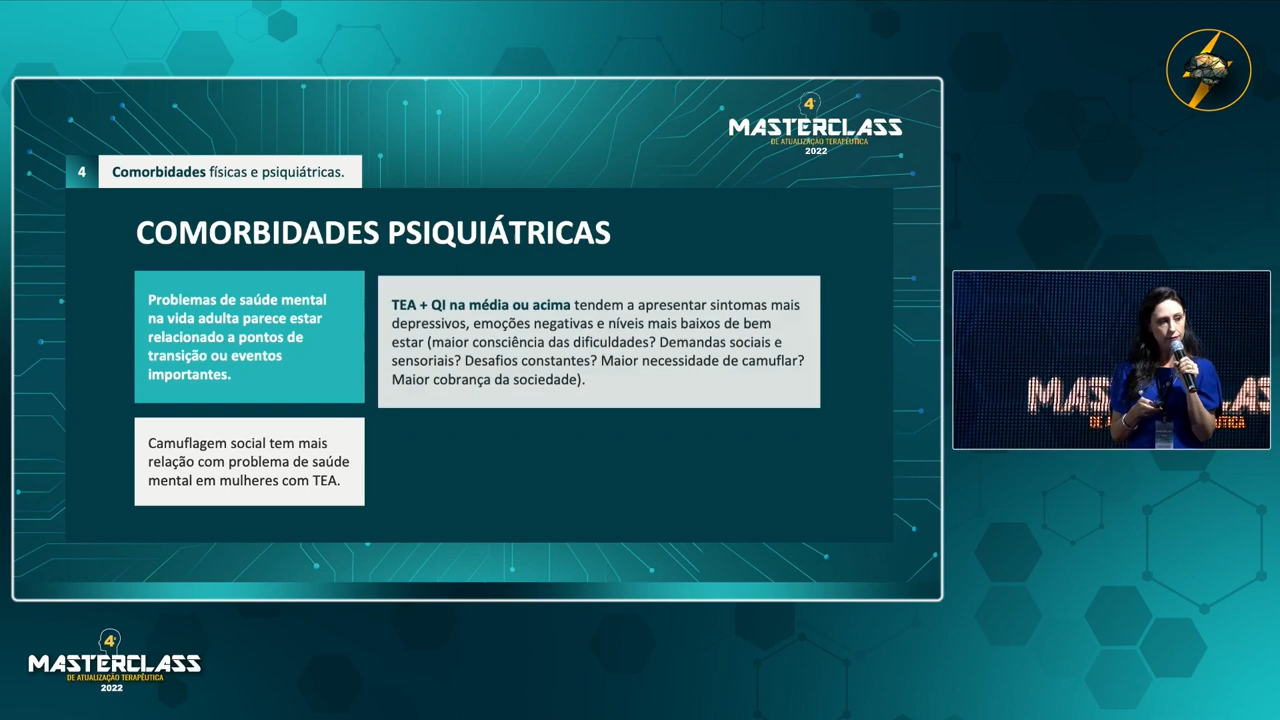 4ª
MASTERCLASS
DE ATUALIZAÇÃO TERAPÊUTICA
2022
4
Comorbidades físicas e psiquiátricas.
COMORBIDADES PSIQUIÁTRICAS
Problemas de saúde mental
na vida adulta parece estar
relacionado a pontos de
transição ou eventos
importantes.
TEA + QI na média ou acima tendem a apresentar sintomas mais
depressivos, emoções negativas e níveis mais baixos de bem
estar (maior consciência das dificuldades? Demandas sociais e
sensoriais? Desafios constantes? Maior necessidade de camuflar?
Maior cobrança da sociedade).
Camuflagem social tem mais
relação com problema de saúde
mental em mulheres com TEA.
4ª
MASTERCLASS
DE ATUALIZAÇÃO TERAPÊUTICA
2022